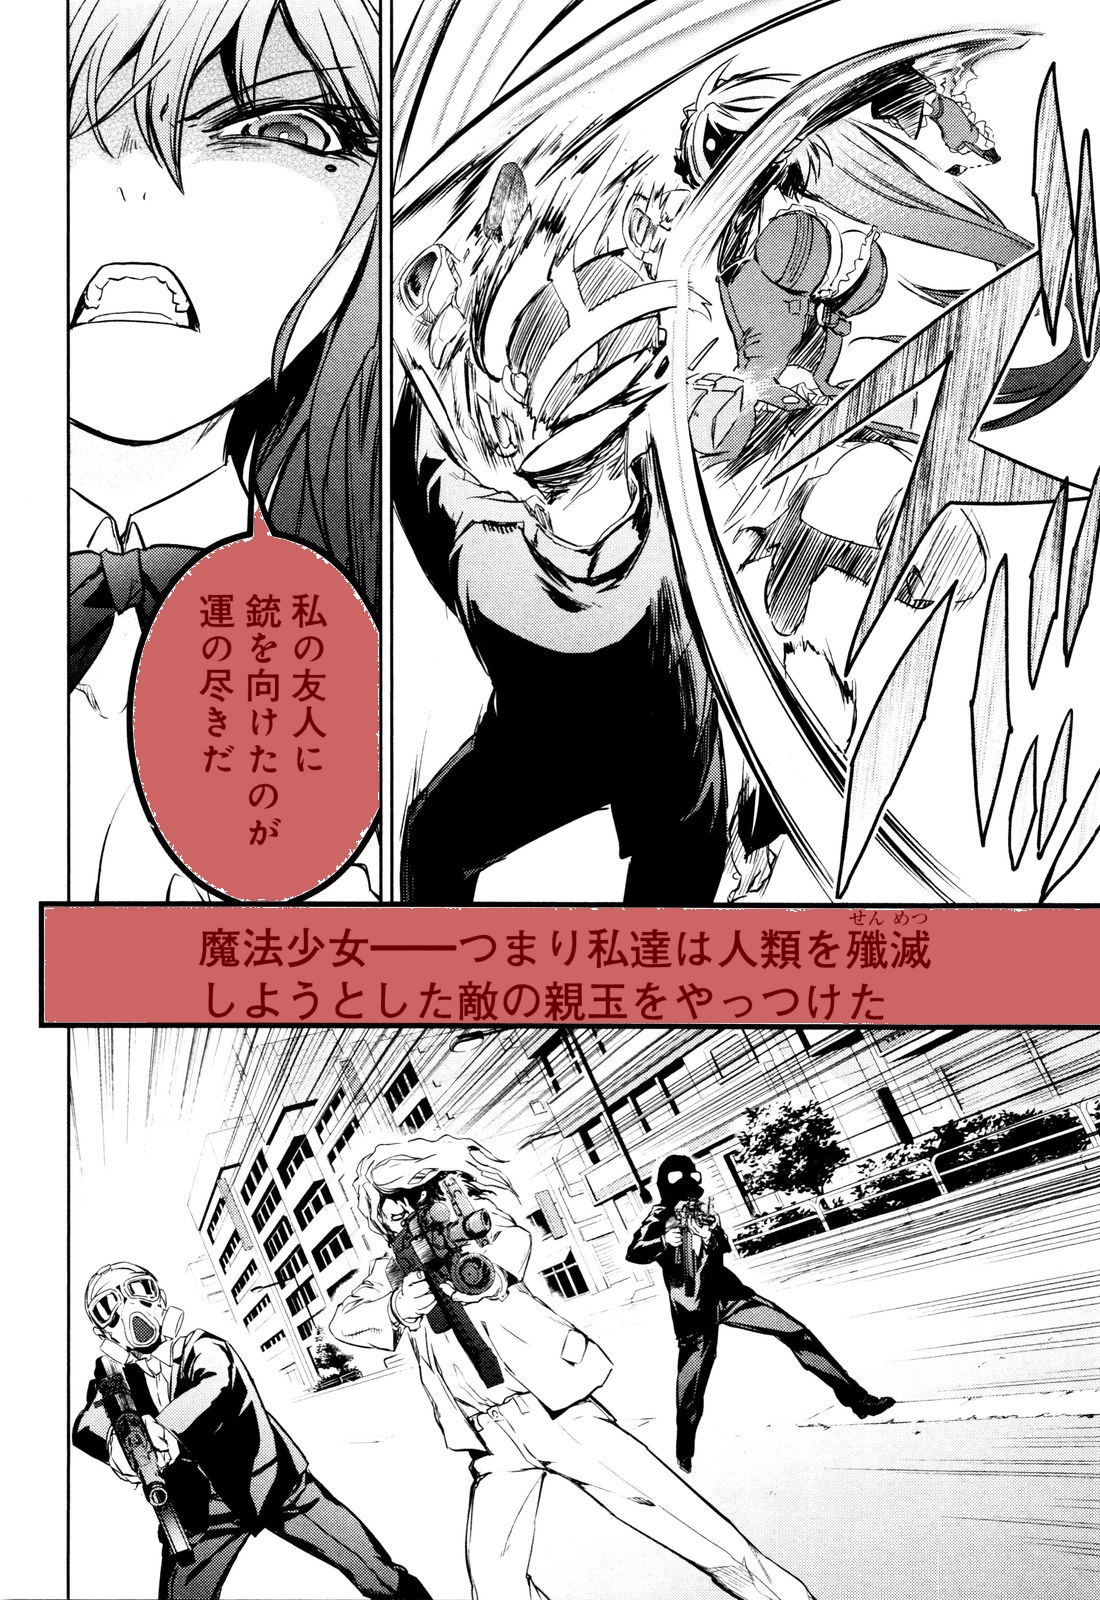 私の友人に
銃を向けたのが
運の尽きだ
魔法少女――つまり私達は人類を殲滅
しようとした敵の親玉をやっつけた
せんめつ